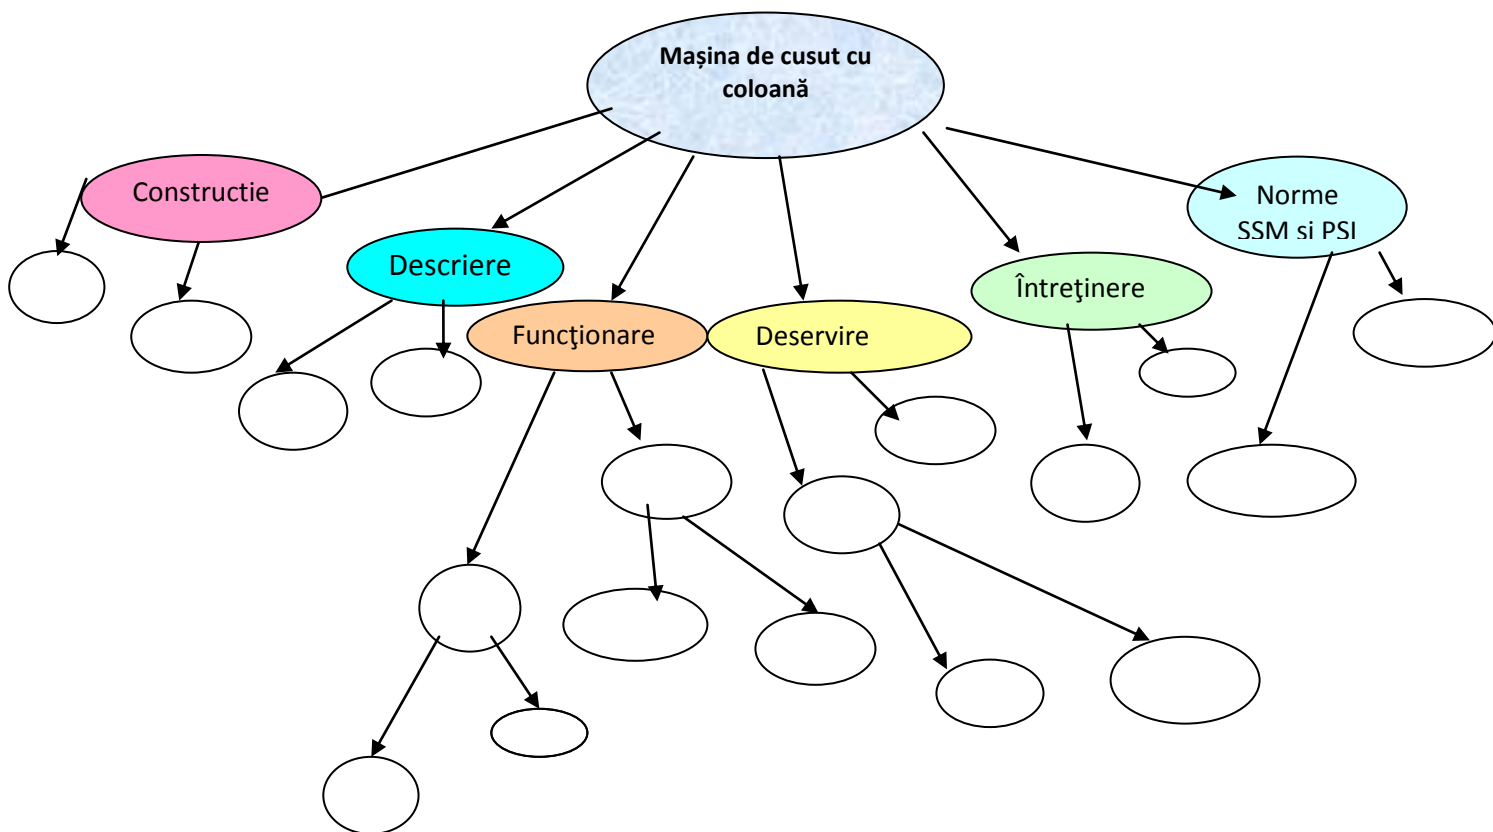 Mașina de cusut cu
coloană
Constructie
Descriere
Funcţionare
Deservire
Întreţinere
Norme
SSM si PSI